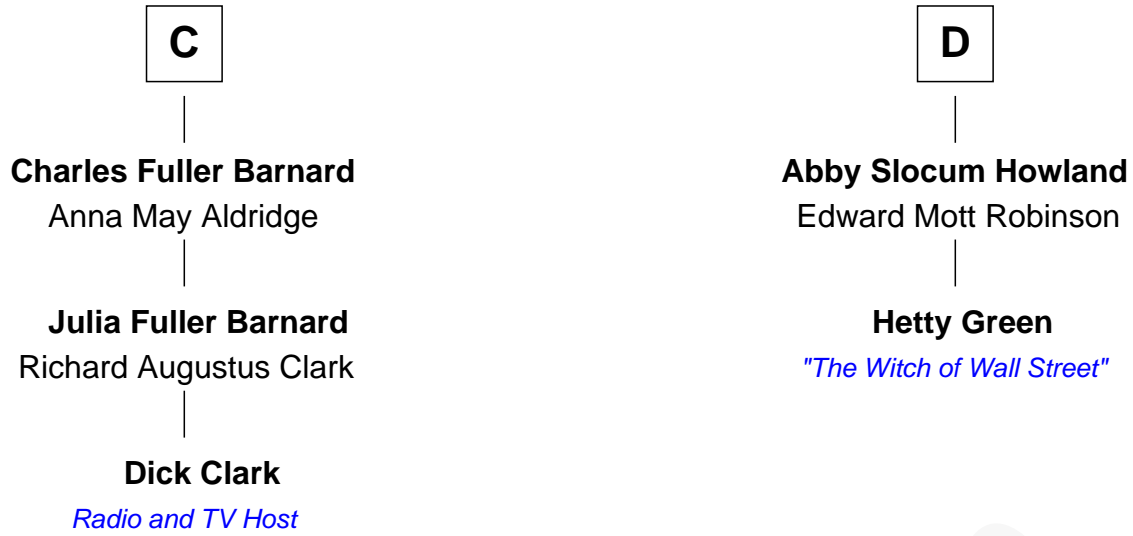 C
Charles Fuller Barnard
Anna May Aldridge
Julia Fuller Barnard
Richard Augustus Clark
Dick Clark
Radio and TV Host
D
Abby Slocum Howland
Edward Mott Robinson
Hetty Green
"The Witch of Wall Street"